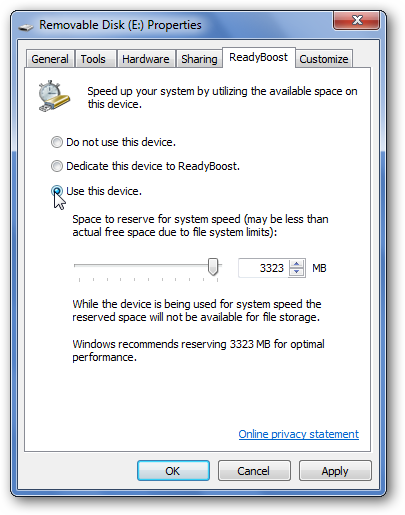 Removable Disk (E:) Properties
General Tools Hardware Sharing ReadyBoost Customize
Speed up your system by utilizing the available space on
this device.
Do not use this device.
Dedicate this device to ReadyBoost.
Use this device.
Space to reserve for system speed (may be less than
actual free space due to file system limits):
3323 MB
While the device is being used for system speed the
reserved space will not be available for file storage.
Windows recommends reserving 3323 MB for optimal
performance.
Online privacy statement
OK Cancel Apply